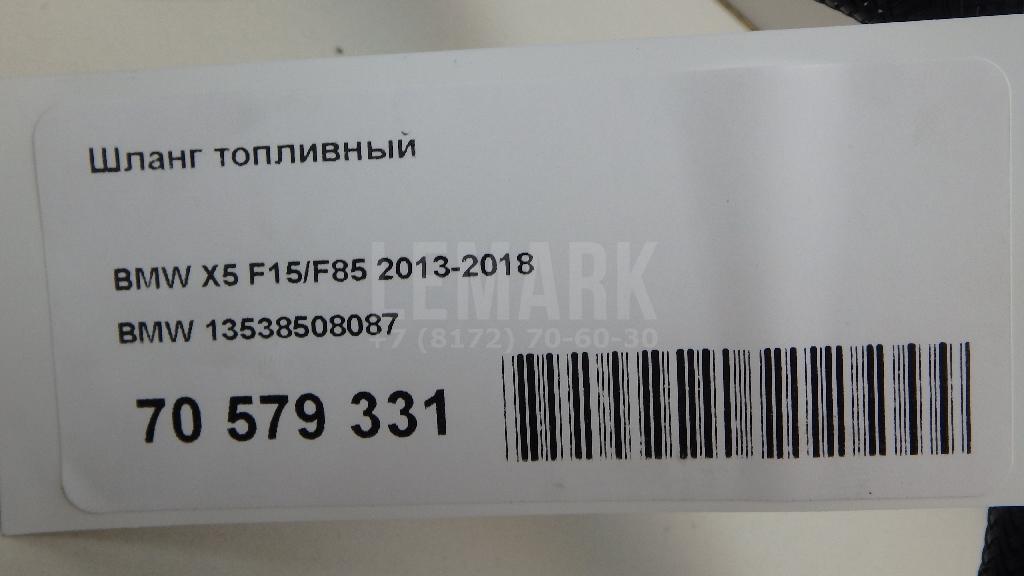 Шланг топливный
BMW X5 F15/F85 2013-2018
LEMARK
BMW 13538508087
+7 (8172) 70-60-30
70 579 331